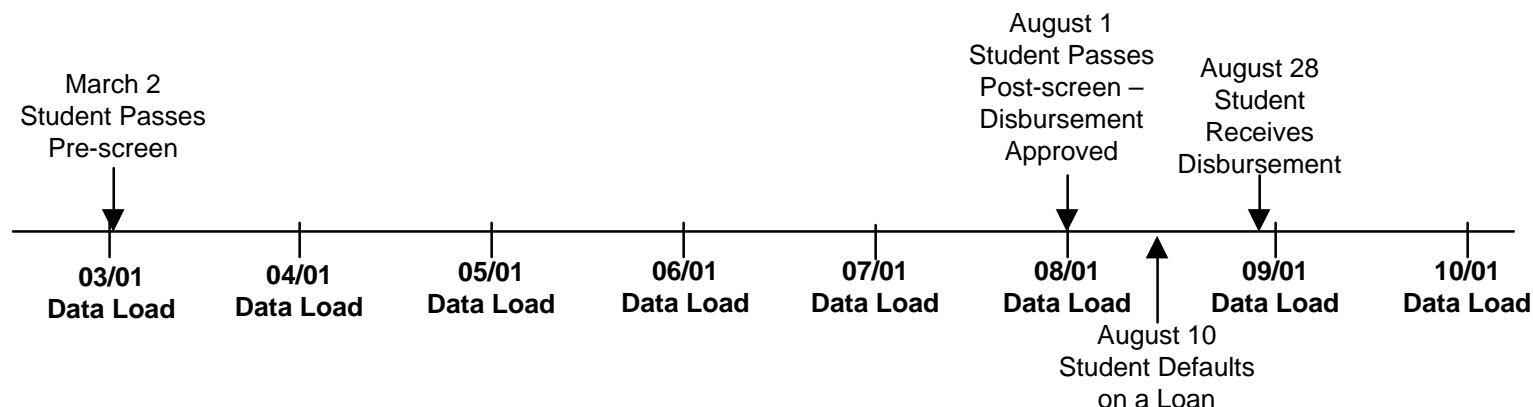 March 2
Student Passes
Pre-screen
August 1
Student Passes
Post-screen –
Disbursement
Approved
August 28
Student
Receives
Disbursement
03/01
Data Load
04/01
Data Load
05/01
Data Load
06/01
Data Load
07/01
Data Load
08/01
Data Load
09/01
Data Load
10/01
Data Load
August 10
Student Defaults
on a Loan